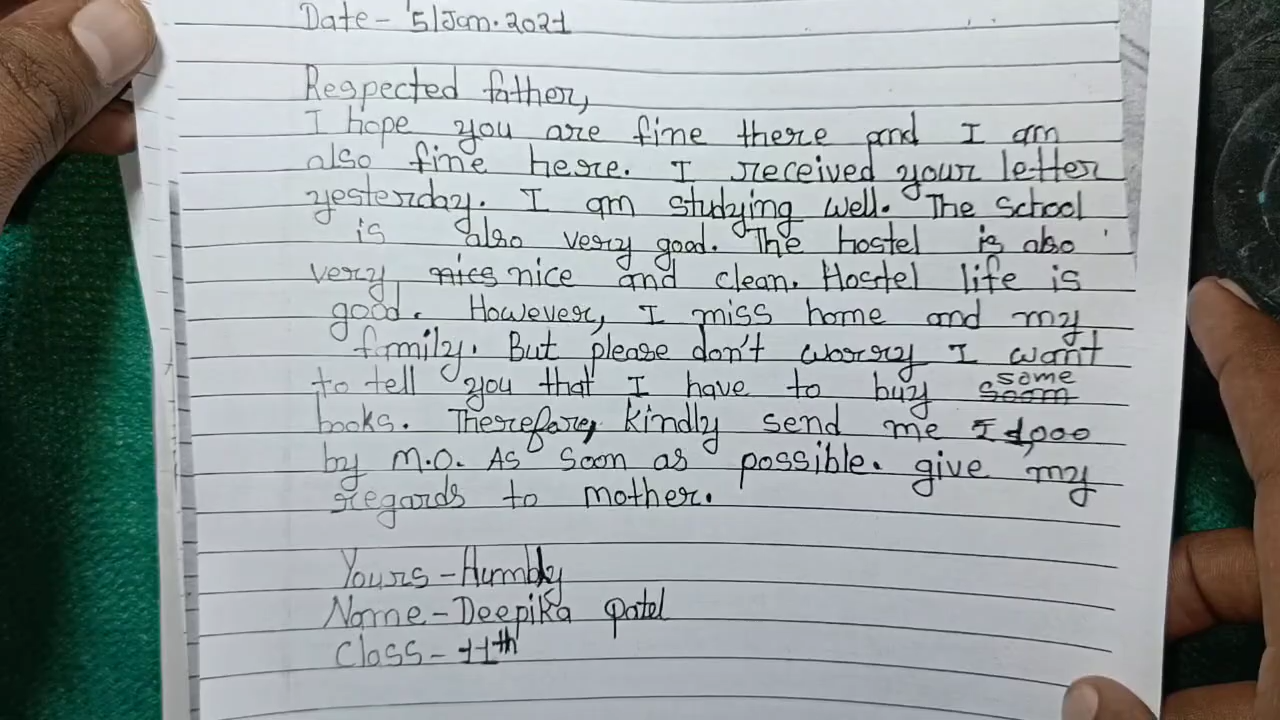 Date - 5/Jan.2021
Respected father,
I hope you are fine there and I am
also fine here. I received your letter
yesterday. I am studying well. The School
is also very good. The hostel is also
very nics nice and clean. Hostel life is
good. However, I miss home and my
family. But please don't worry I want
to tell you that I have to buy soom some
books. Therefore, kindly send me ₹ 1,000
by M.O. As soon as possible. give my
regards to mother.
Yours - Humbly
Name - Deepika Patel
Class - 11th